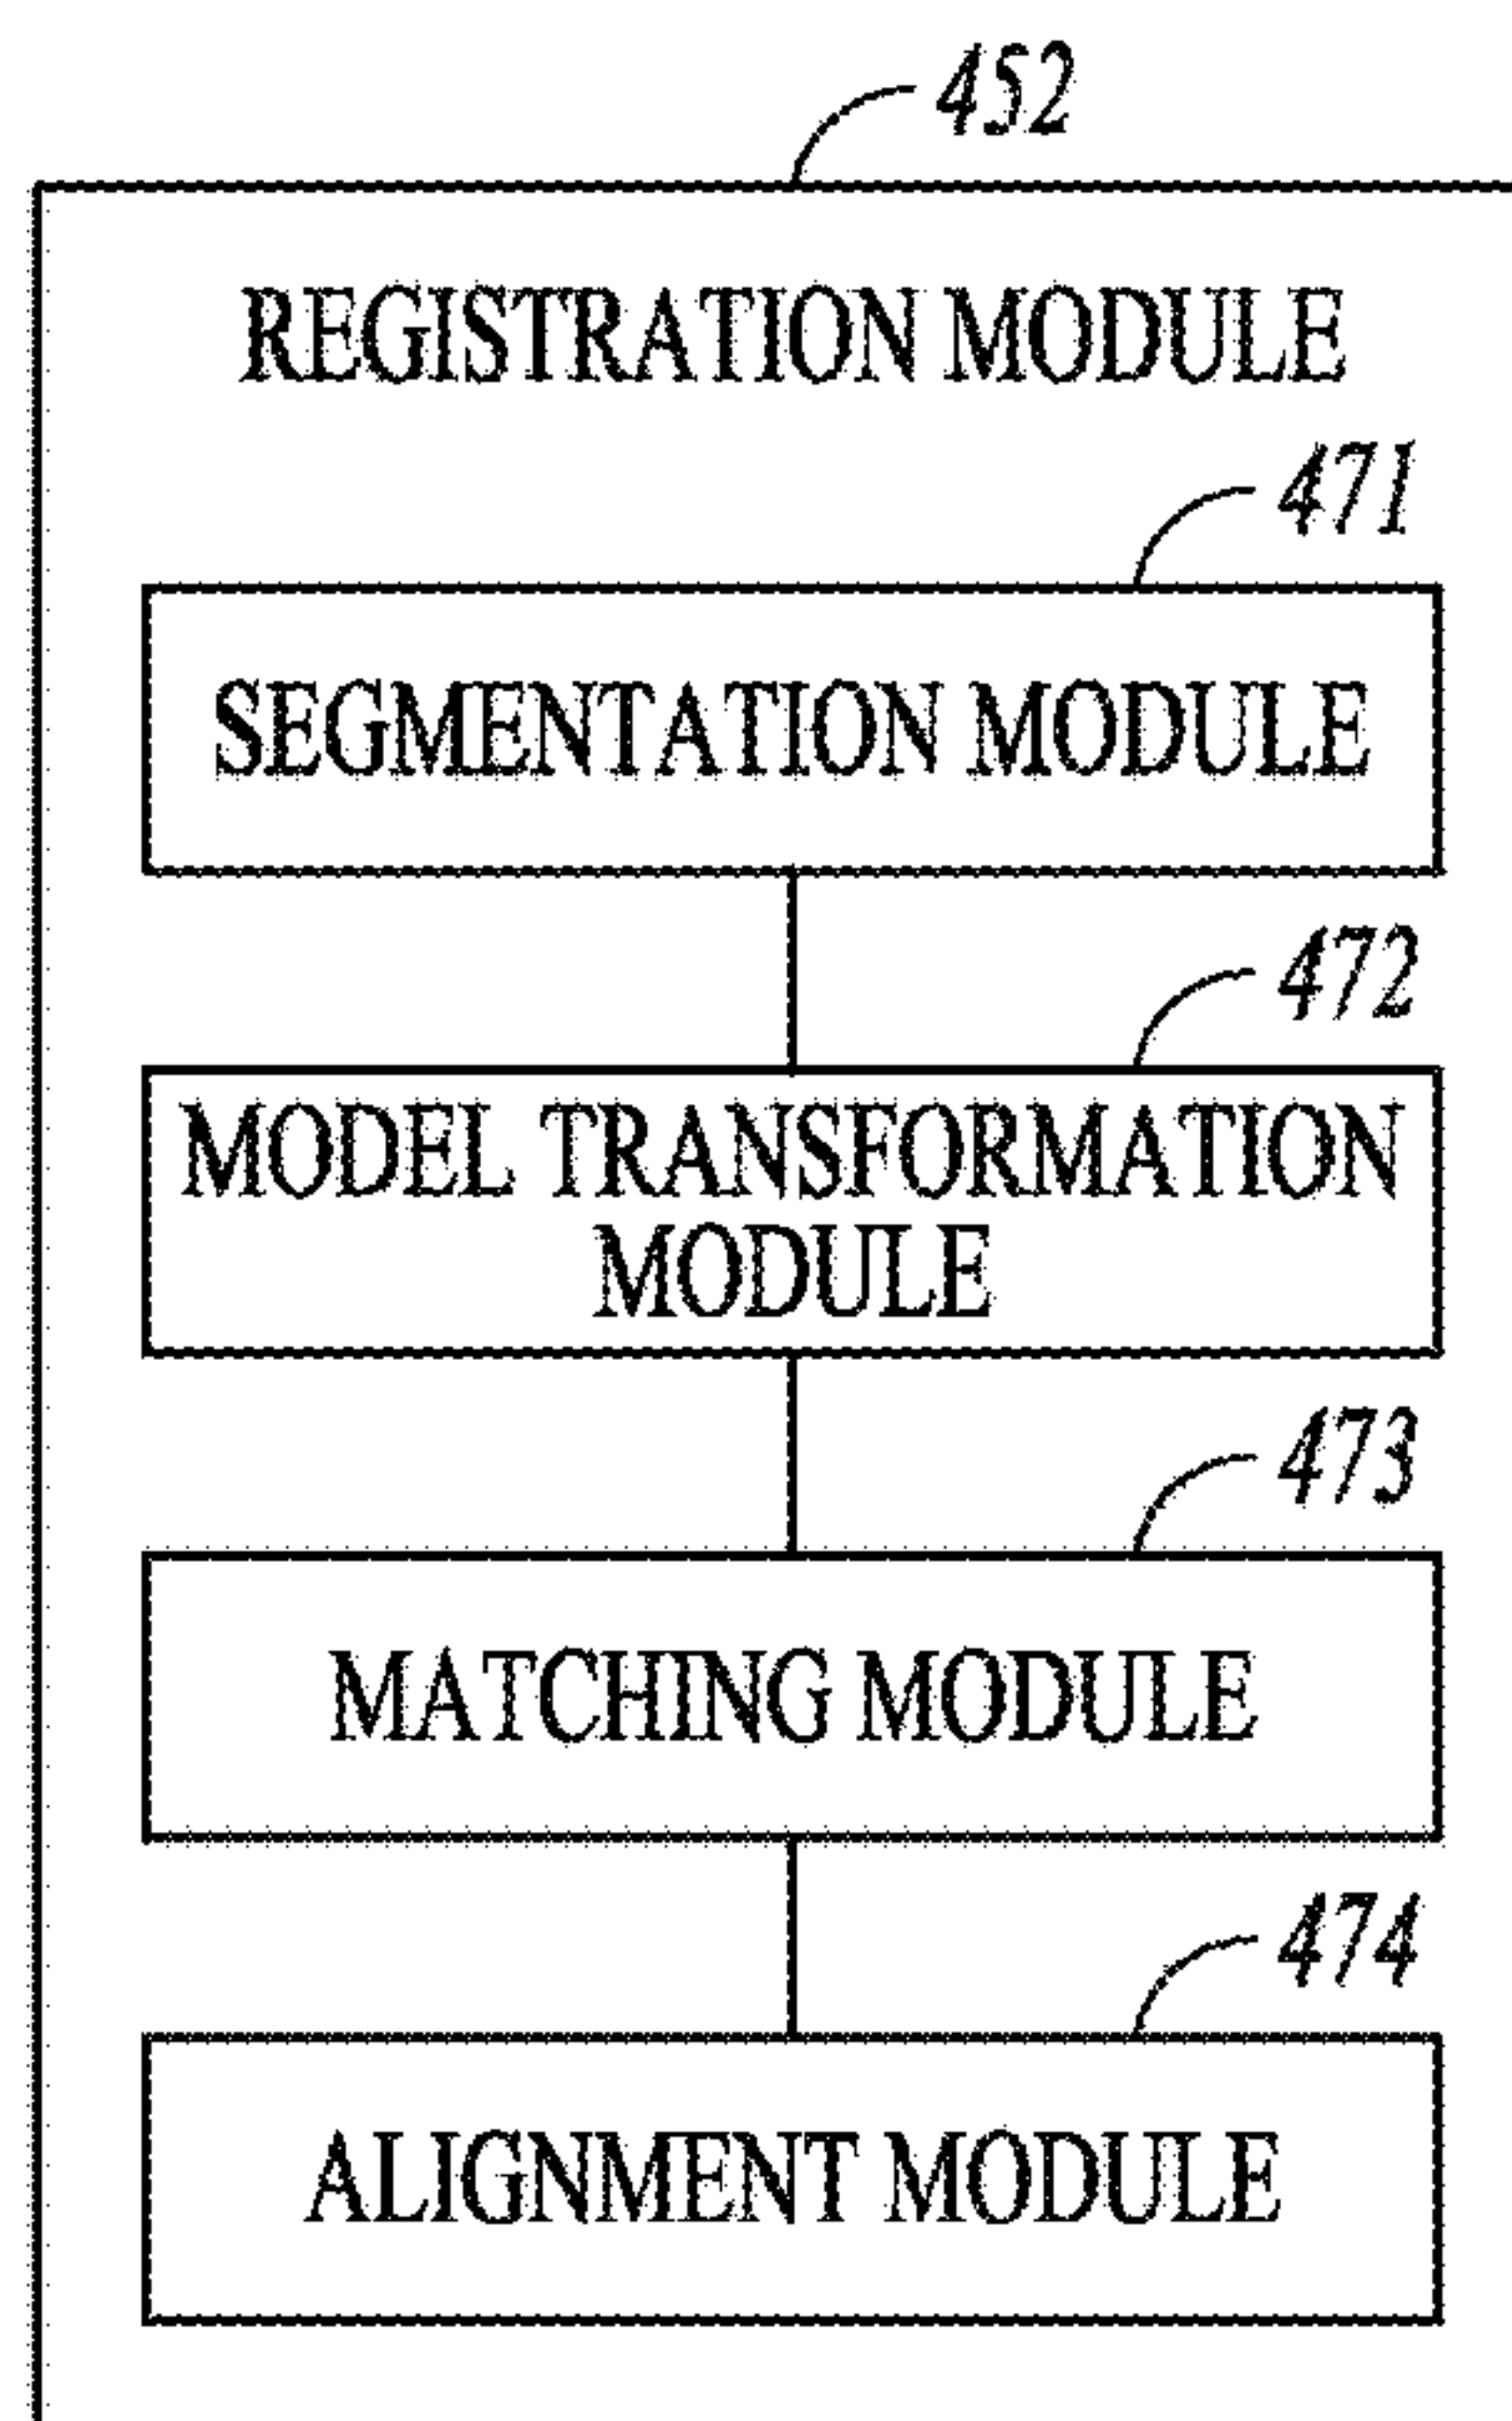 452
REGISTRATION MODULE
471
SEGMENTATION MODULE
472
MODEL TRANSFORMATION
MODULE
473
MATCHING MODULE
474
ALIGNMENT MODULE